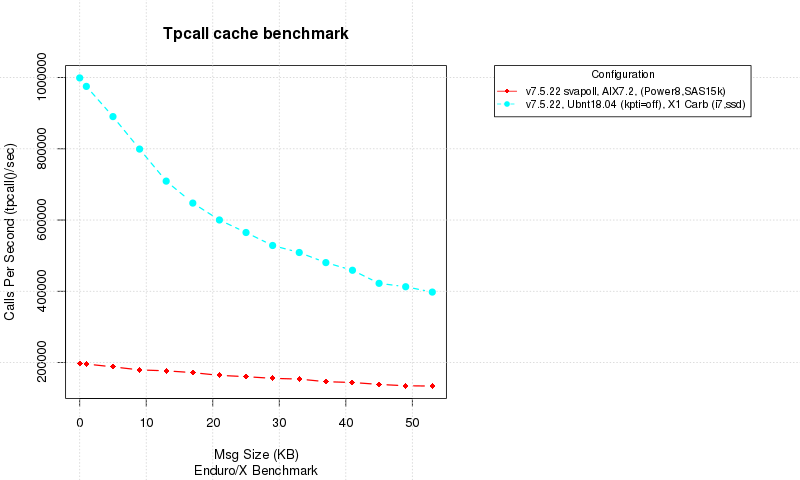 Tpcall cache benchmark
Configuration
v7.5.22 svapoll, AIX7.2, (Power8,SAS15k)
v7.5.22, Ubnt18.04 (kpti=off), X1 Carb (i7,ssd)
Calls Per Second (tpcall()/sec)
1000000
800000
600000
400000
200000
0 10 20 30 40 50
Msg Size (KB)
Enduro/X Benchmark